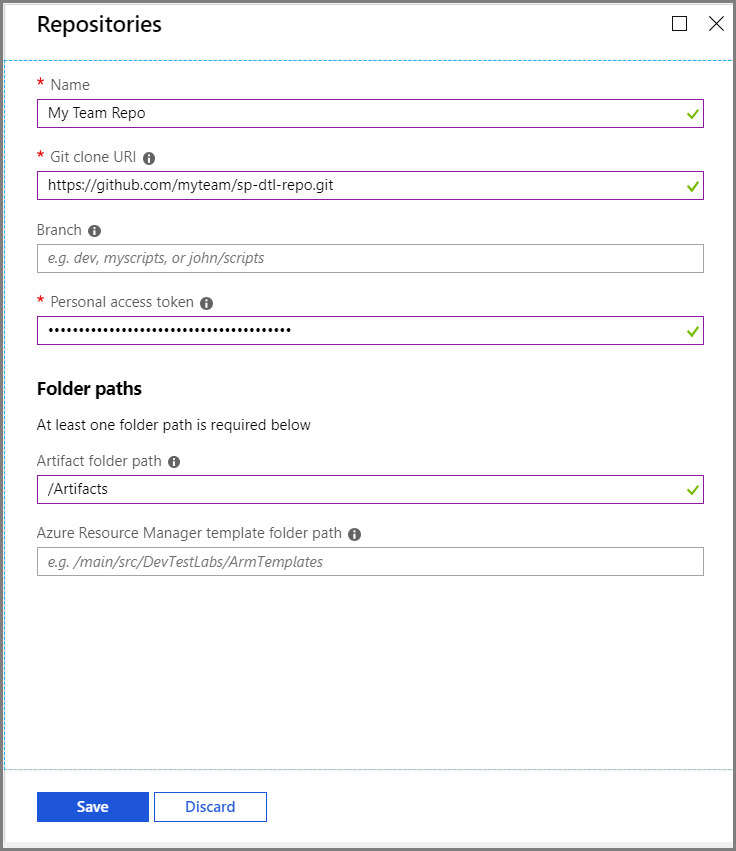 Repositories
* Name
My Team Repo
* Git clone URI
https://github.com/myteam/sp-dtl-repo.git
Branch
e.g. dev, myscripts, or john/scripts
* Personal access token
•••••••••••••••••••••••••••••••••••••••••
Folder paths
At least one folder path is required below
Artifact folder path
/Artifacts
Azure Resource Manager template folder path
e.g. /main/src/DevTestLabs/ArmTemplates
Save Discard